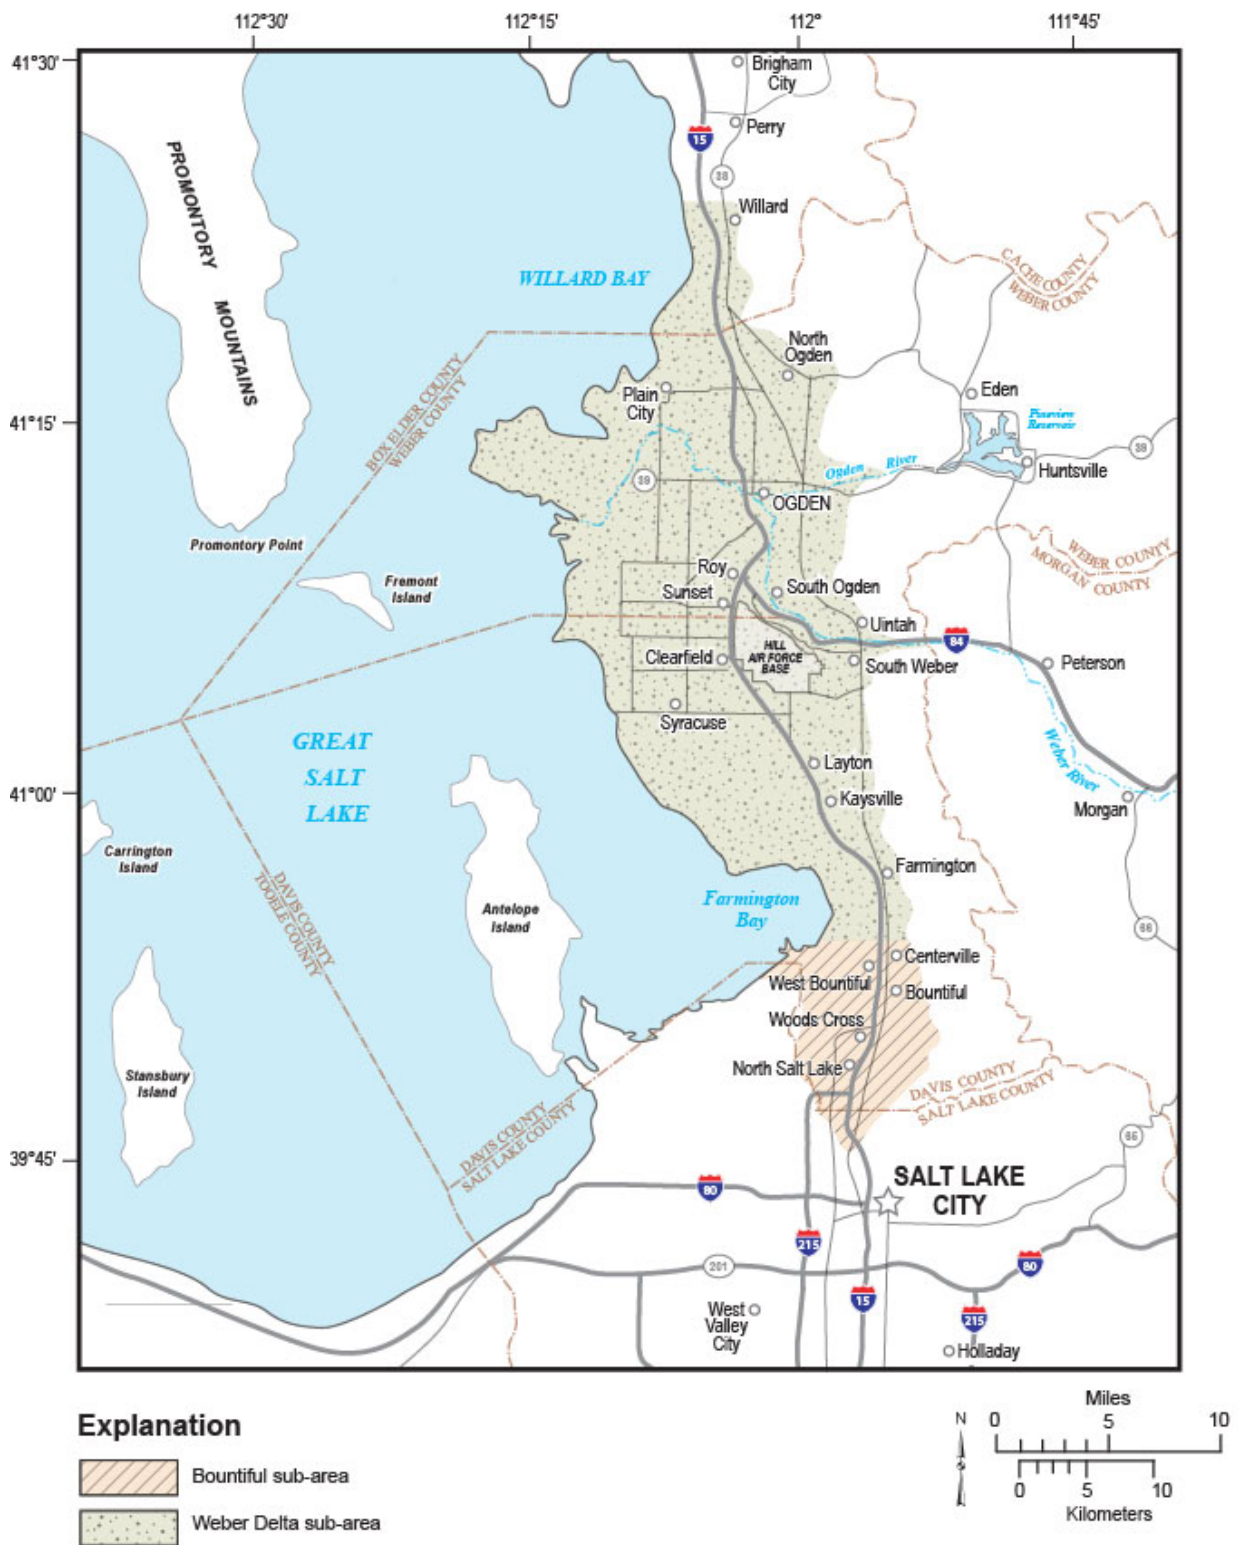 112°30'
112°15'
112°
111°45'
41°30'
Brigham
City
Perry
15
PROMONTORY
MOUNTAINS
38
Willard
CACHE COUNTY
WEBER COUNTY
WILLARD BAY
North
Ogden
BOX ELDER COUNTY
WEBER COUNTY
Plain
City
Eden
41°15'
Pineview
Reservoir
39
Huntsville
Ogden River
39
OGDEN
Promontory Point
WEBER COUNTY
MORGAN COUNTY
Fremont
Island
Roy
Sunset
South Ogden
Uintah
84
Clearfield
HILL
AIR FORCE
BASE
South Weber
Peterson
Syracuse
GREAT
SALT
LAKE
Weber River
Layton
41°00'
Kaysville
Morgan
Carrington
Island
Farmington
DAVIS COUNTY
TOOELE COUNTY
Antelope
Island
Farmington
Bay
66
Centerville
West Bountiful
Bountiful
Woods Cross
North Salt Lake
Stansbury
Island
DAVIS COUNTY
SALT LAKE COUNTY
DAVIS COUNTY
SALT LAKE COUNTY
65
39°45'
SALT LAKE
CITY
80
215
201
80
15
215
West
Valley
City
Holladay
Explanation
Bountiful sub-area
Weber Delta sub-area
N
Miles
0 5 10
0 5 10
Kilometers